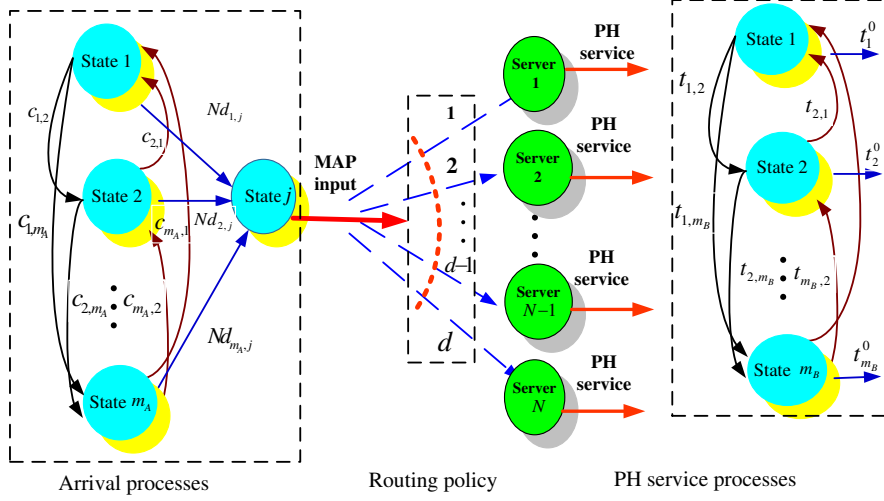 State 1
c1,2
c2,1
Nd1,j
State 2
Nd2,j
cmA,1
c1,mA
c2,mA
cmA,2
NdmA,j
State mA
State j
MAP
input
1
2
d–1
d
Server
1
PH
service
Server
2
PH
service
Server
N–1
PH
service
Server
N
PH
service
State 1
t1^0
t1,2
t2,1
State 2
t2^0
t1,mB
t2,mB
tmB,2
State mB
tmB^0
Arrival processes
Routing policy
PH service processes